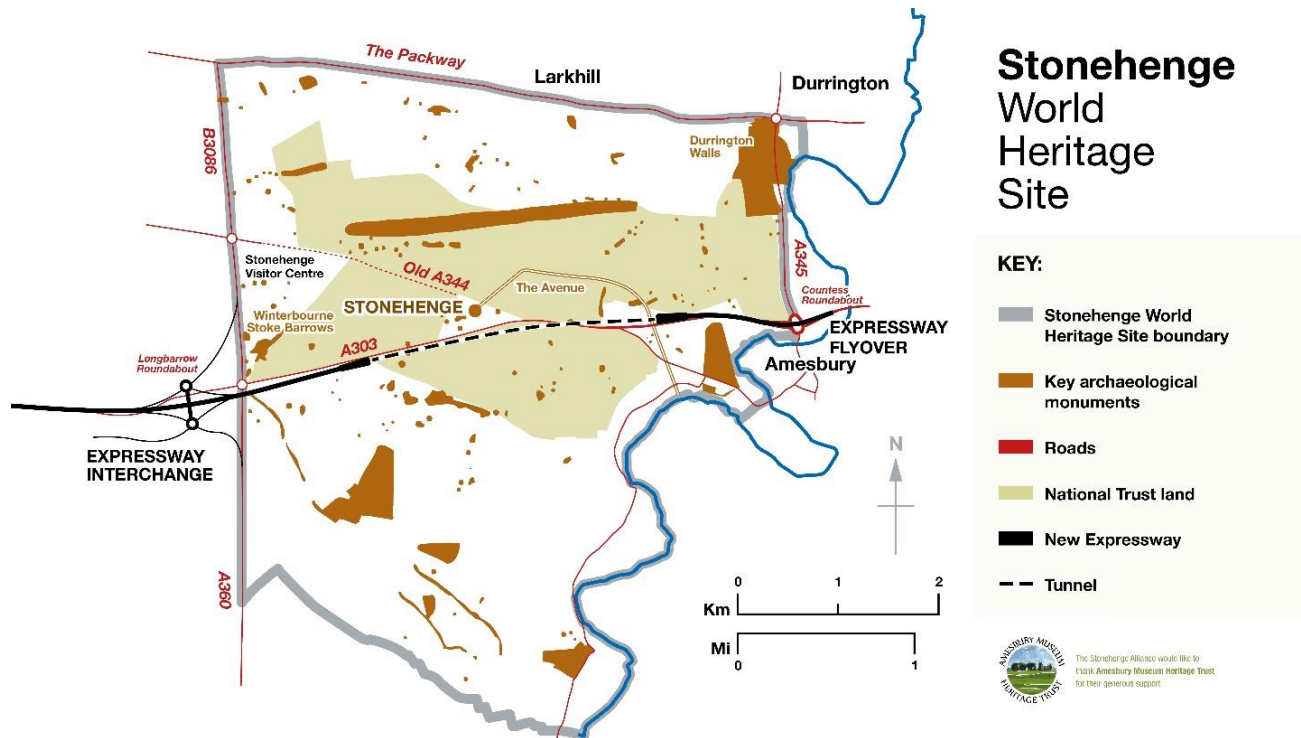 The Packway
Larkhill
Durrington
Durrington
Walls
B3086
Stonehenge
Visitor Centre
Old A344
The Avenue
A345
STONEHENGE
Winterbourne
Stoke Barrows
Countess
Roundabout
A303
EXPRESSWAY
FLYOVER
Longbarrow
Roundabout
Amesbury
EXPRESSWAY
INTERCHANGE
N
A360
0 1 2
Km
Mi
0 1
Stonehenge
World
Heritage
Site
KEY:
Stonehenge World
Heritage Site boundary
Key archaeological
monuments
Roads
National Trust land
New Expressway
Tunnel
AMESBURY MUSEUM
HERITAGE TRUST
The Stonehenge Alliance would like to
thank Amesbury Museum Heritage Trust
for their generous support